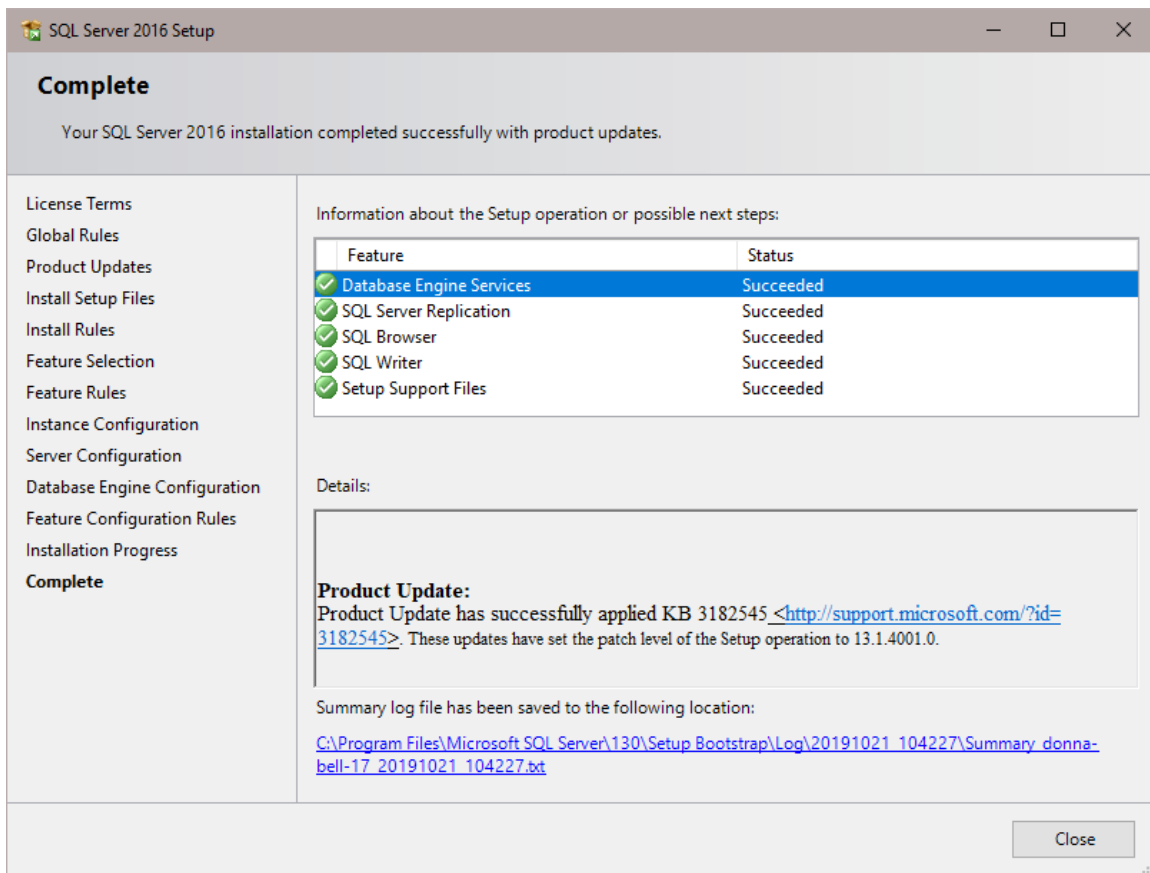 SQL Server 2016 Setup
Complete
Your SQL Server 2016 installation completed successfully with product updates.
License Terms
Global Rules
Product Updates
Install Setup Files
Install Rules
Feature Selection
Feature Rules
Instance Configuration
Server Configuration
Database Engine Configuration
Feature Configuration Rules
Installation Progress
Complete
Information about the Setup operation or possible next steps:
Feature Status
Database Engine Services Succeeded
SQL Server Replication Succeeded
SQL Browser Succeeded
SQL Writer Succeeded
Setup Support Files Succeeded
Details:
Product Update:
Product Update has successfully applied KB 3182545 <http://support.microsoft.com/?id=
3182545>. These updates have set the patch level of the Setup operation to 13.1.4001.0.
Summary log file has been saved to the following location:
C:\Program Files\Microsoft SQL Server\130\Setup Bootstrap\Log\20191021_104227\Summary_donna-
bell-17_20191021_104227.txt
Close